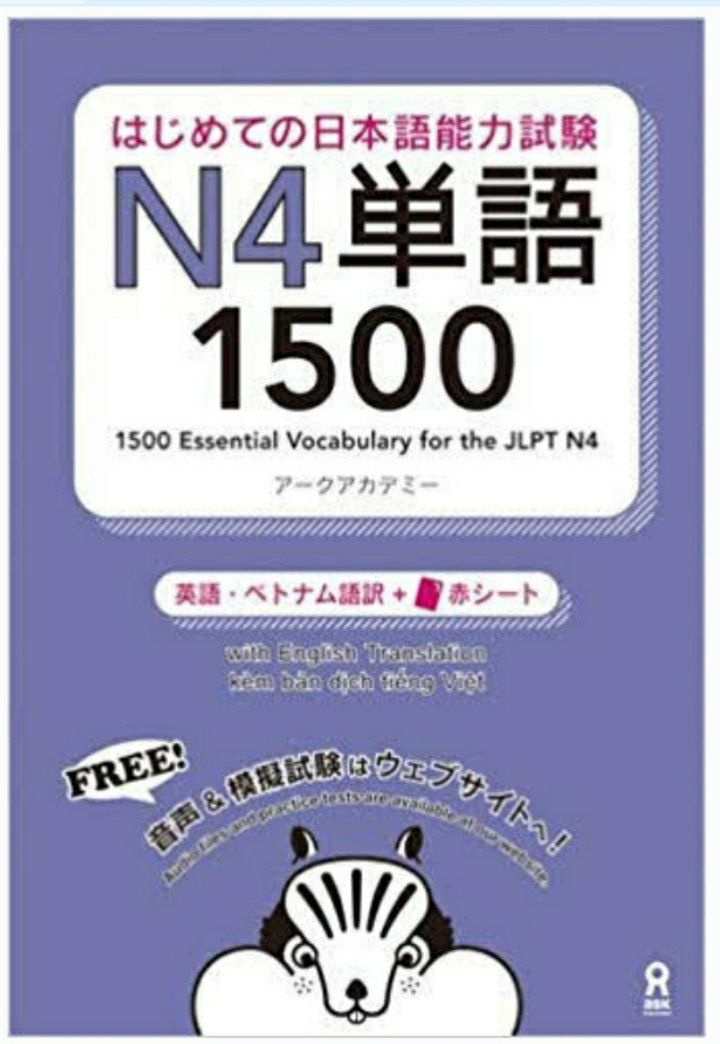 はじめての日本語能力試験
N4単語
1500
1500 Essential Vocabulary for the JLPT N4
アークアカデミー
英語・ベトナム語訳 + 赤シート
with English Translation
kèm bản dịch tiếng Việt
FREE!
音声 & 模擬試験はウェブサイトへ!
Audio files and practice tests are available at our website.
ask